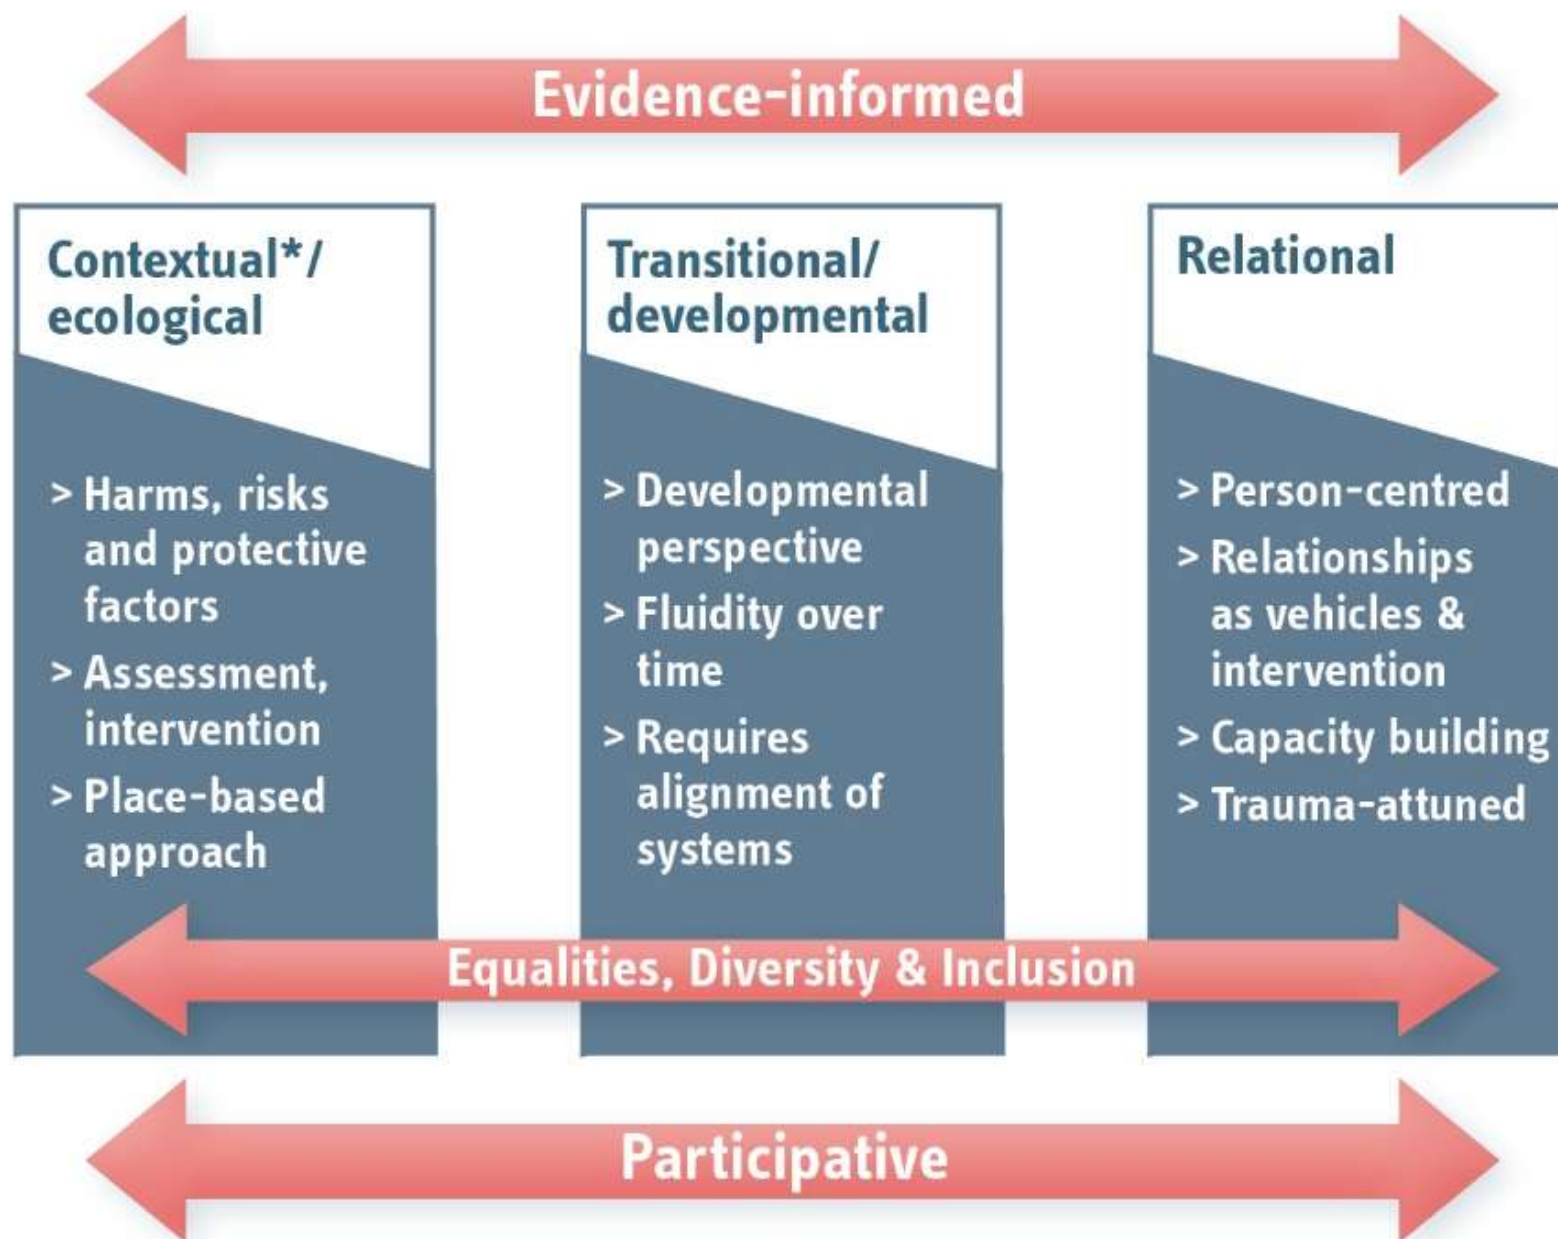 Evidence-informed
Contextual*/
ecological
> Harms, risks
and protective
factors
> Assessment,
intervention
> Place-based
approach
Transitional/
developmental
> Developmental
perspective
> Fluidity over
time
> Requires
alignment of
systems
Relational
> Person-centred
> Relationships
as vehicles &
intervention
> Capacity building
> Trauma-attuned
Equalities, Diversity & Inclusion
Participative